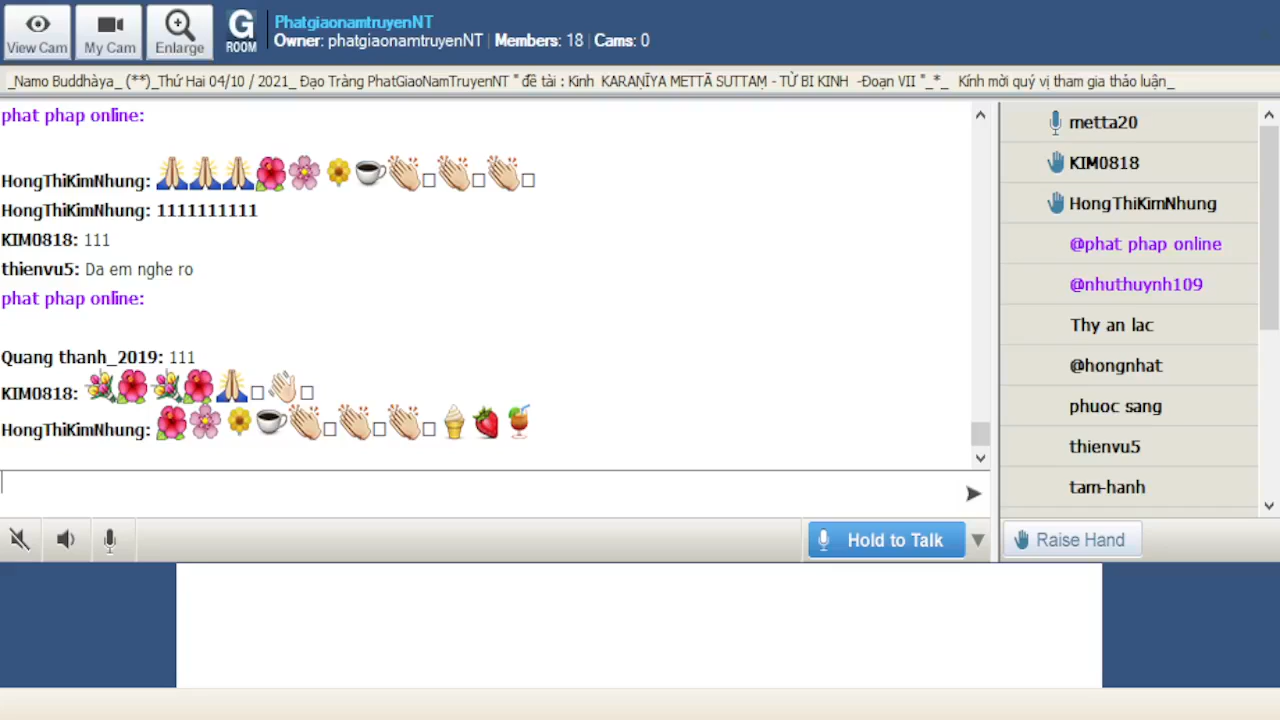 View Cam
My Cam
Enlarge
G
ROOM
PhatgiaonamtruyenNT
Owner: phatgiaonamtruyenNT | Members: 18 | Cams: 0
_Namo Buddhàya_ (**)_Thứ Hai 04/10 / 2021_ Đạo Tràng PhatGiaoNamTruyenNT " đề tài : Kinh KARAṆĪYA METTĀ SUTTAṂ - TỪ BI KINH -Đoạn VII "_*_ Kính mời quý vị tham gia thảo luận_
phat phap online:
HongThiKimNhung:
HongThiKimNhung: 1111111111
KIM0818: 111
thienvu5: Da em nghe ro
phat phap online:
Quang thanh_2019: 111
KIM0818:
HongThiKimNhung:
Hold to Talk
metta20
KIM0818
HongThiKimNhung
@phat phap online
@nhuthuynh109
Thy an lac
@hongnhat
phuoc sang
thienvu5
tam-hanh
Raise Hand